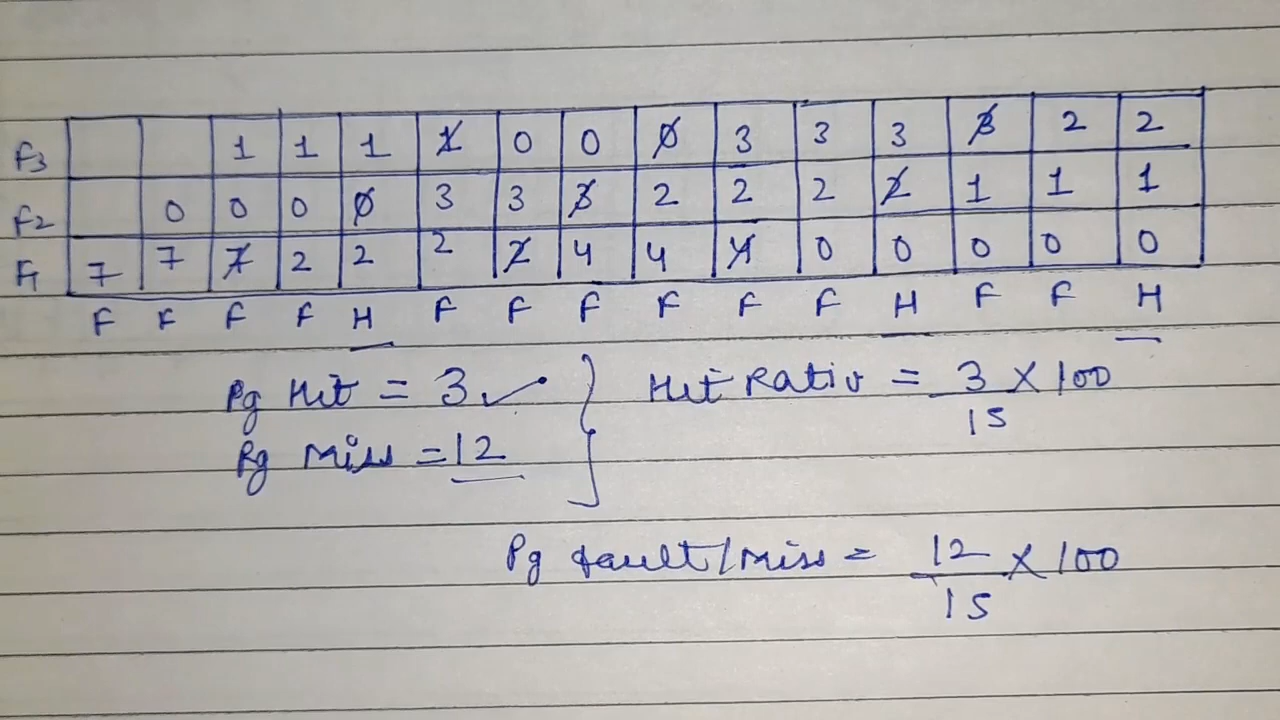 F3 1 1 1 1 0 0 0 3 3 3 3 2 2
F2 0 0 0 0 3 3 3 2 2 2 2 1 1 1
F1 7 7 7 2 2 2 2 4 4 4 0 0 0 0 0
F F F F H F F F F F F H F F H
Pg Hit = 3 Hit Ratio = 3/15 × 100
Pg Miss = 12
Pg fault/Miss = 12/15 × 100